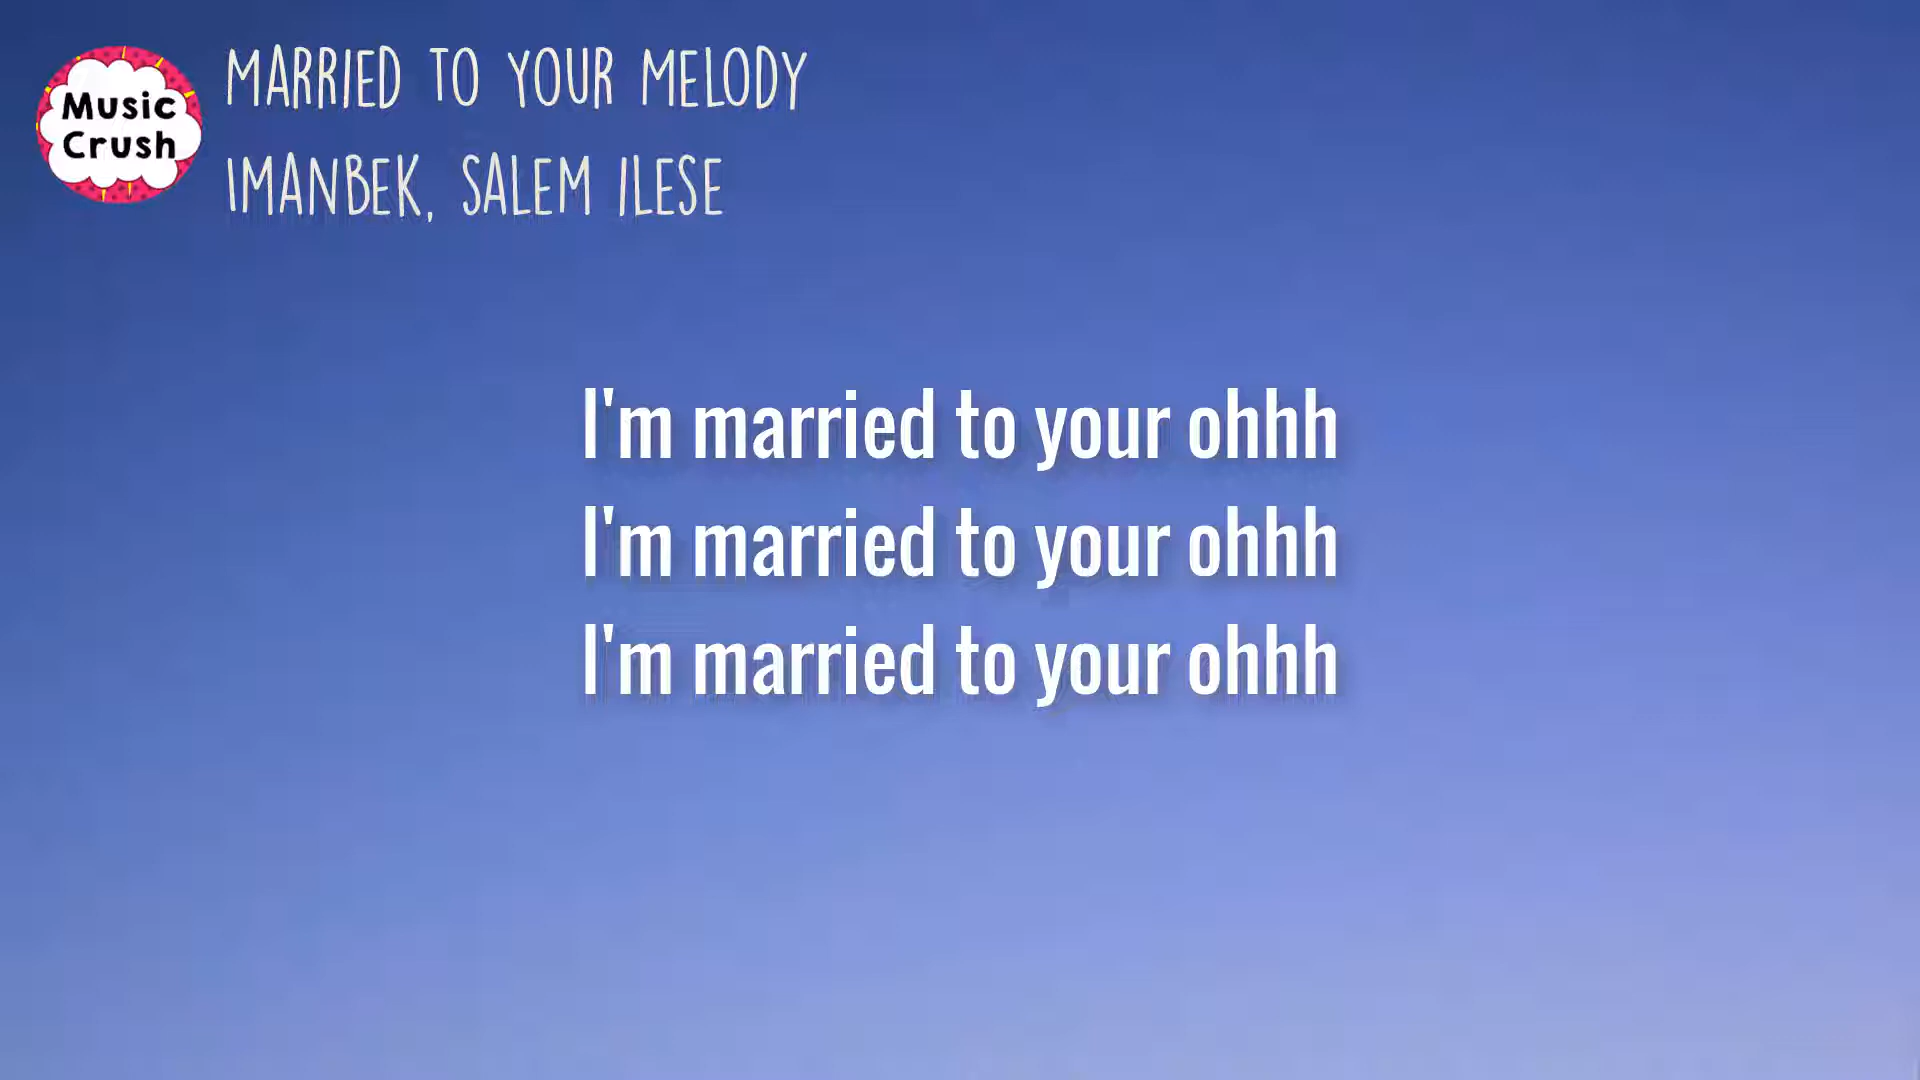 Music
Crush
MARRIED TO YOUR MELODY
IMANBEK, SALEM ILESE
I'm married to your ohhh
I'm married to your ohhh
I'm married to your ohhh